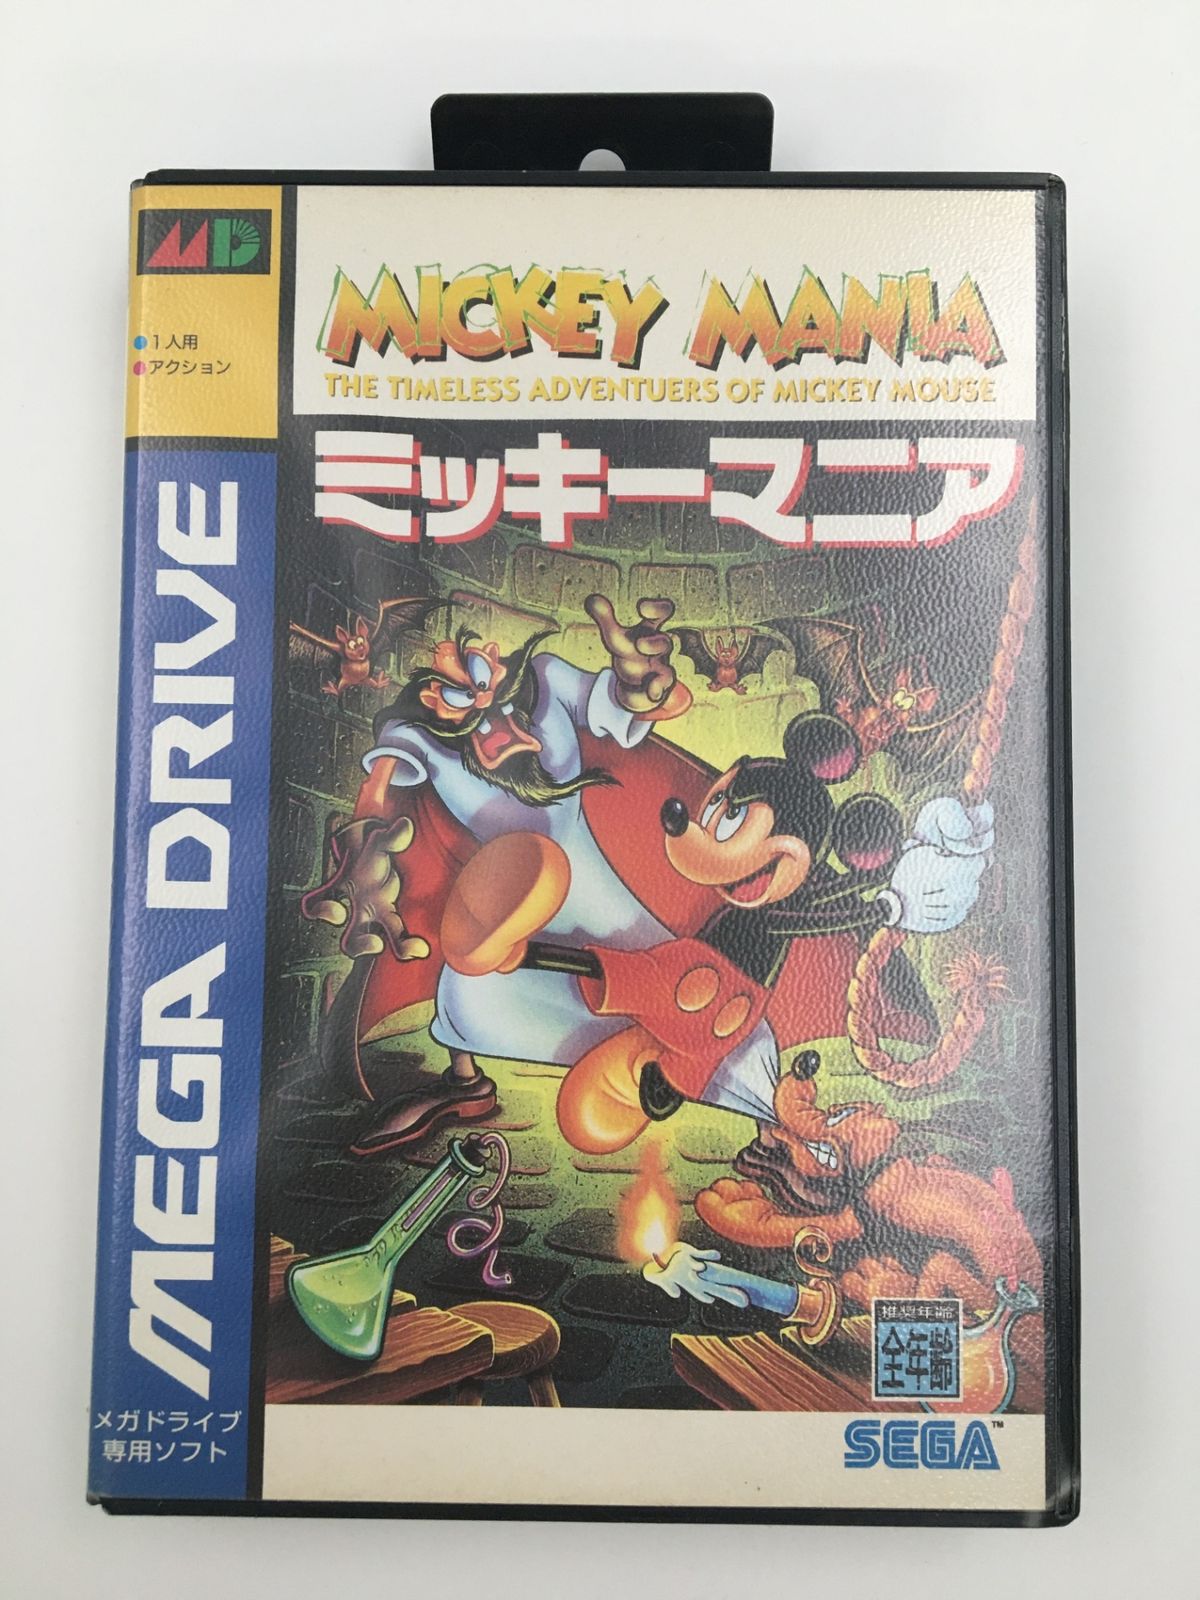 MD
1人用
アクション
MEGA DRIVE
メガドライブ
専用ソフト
MICKEY MANIA
THE TIMELESS ADVENTUERS OF MICKEY MOUSE
ミッキーマニア
推奨年齢
全年齢
SEGA™